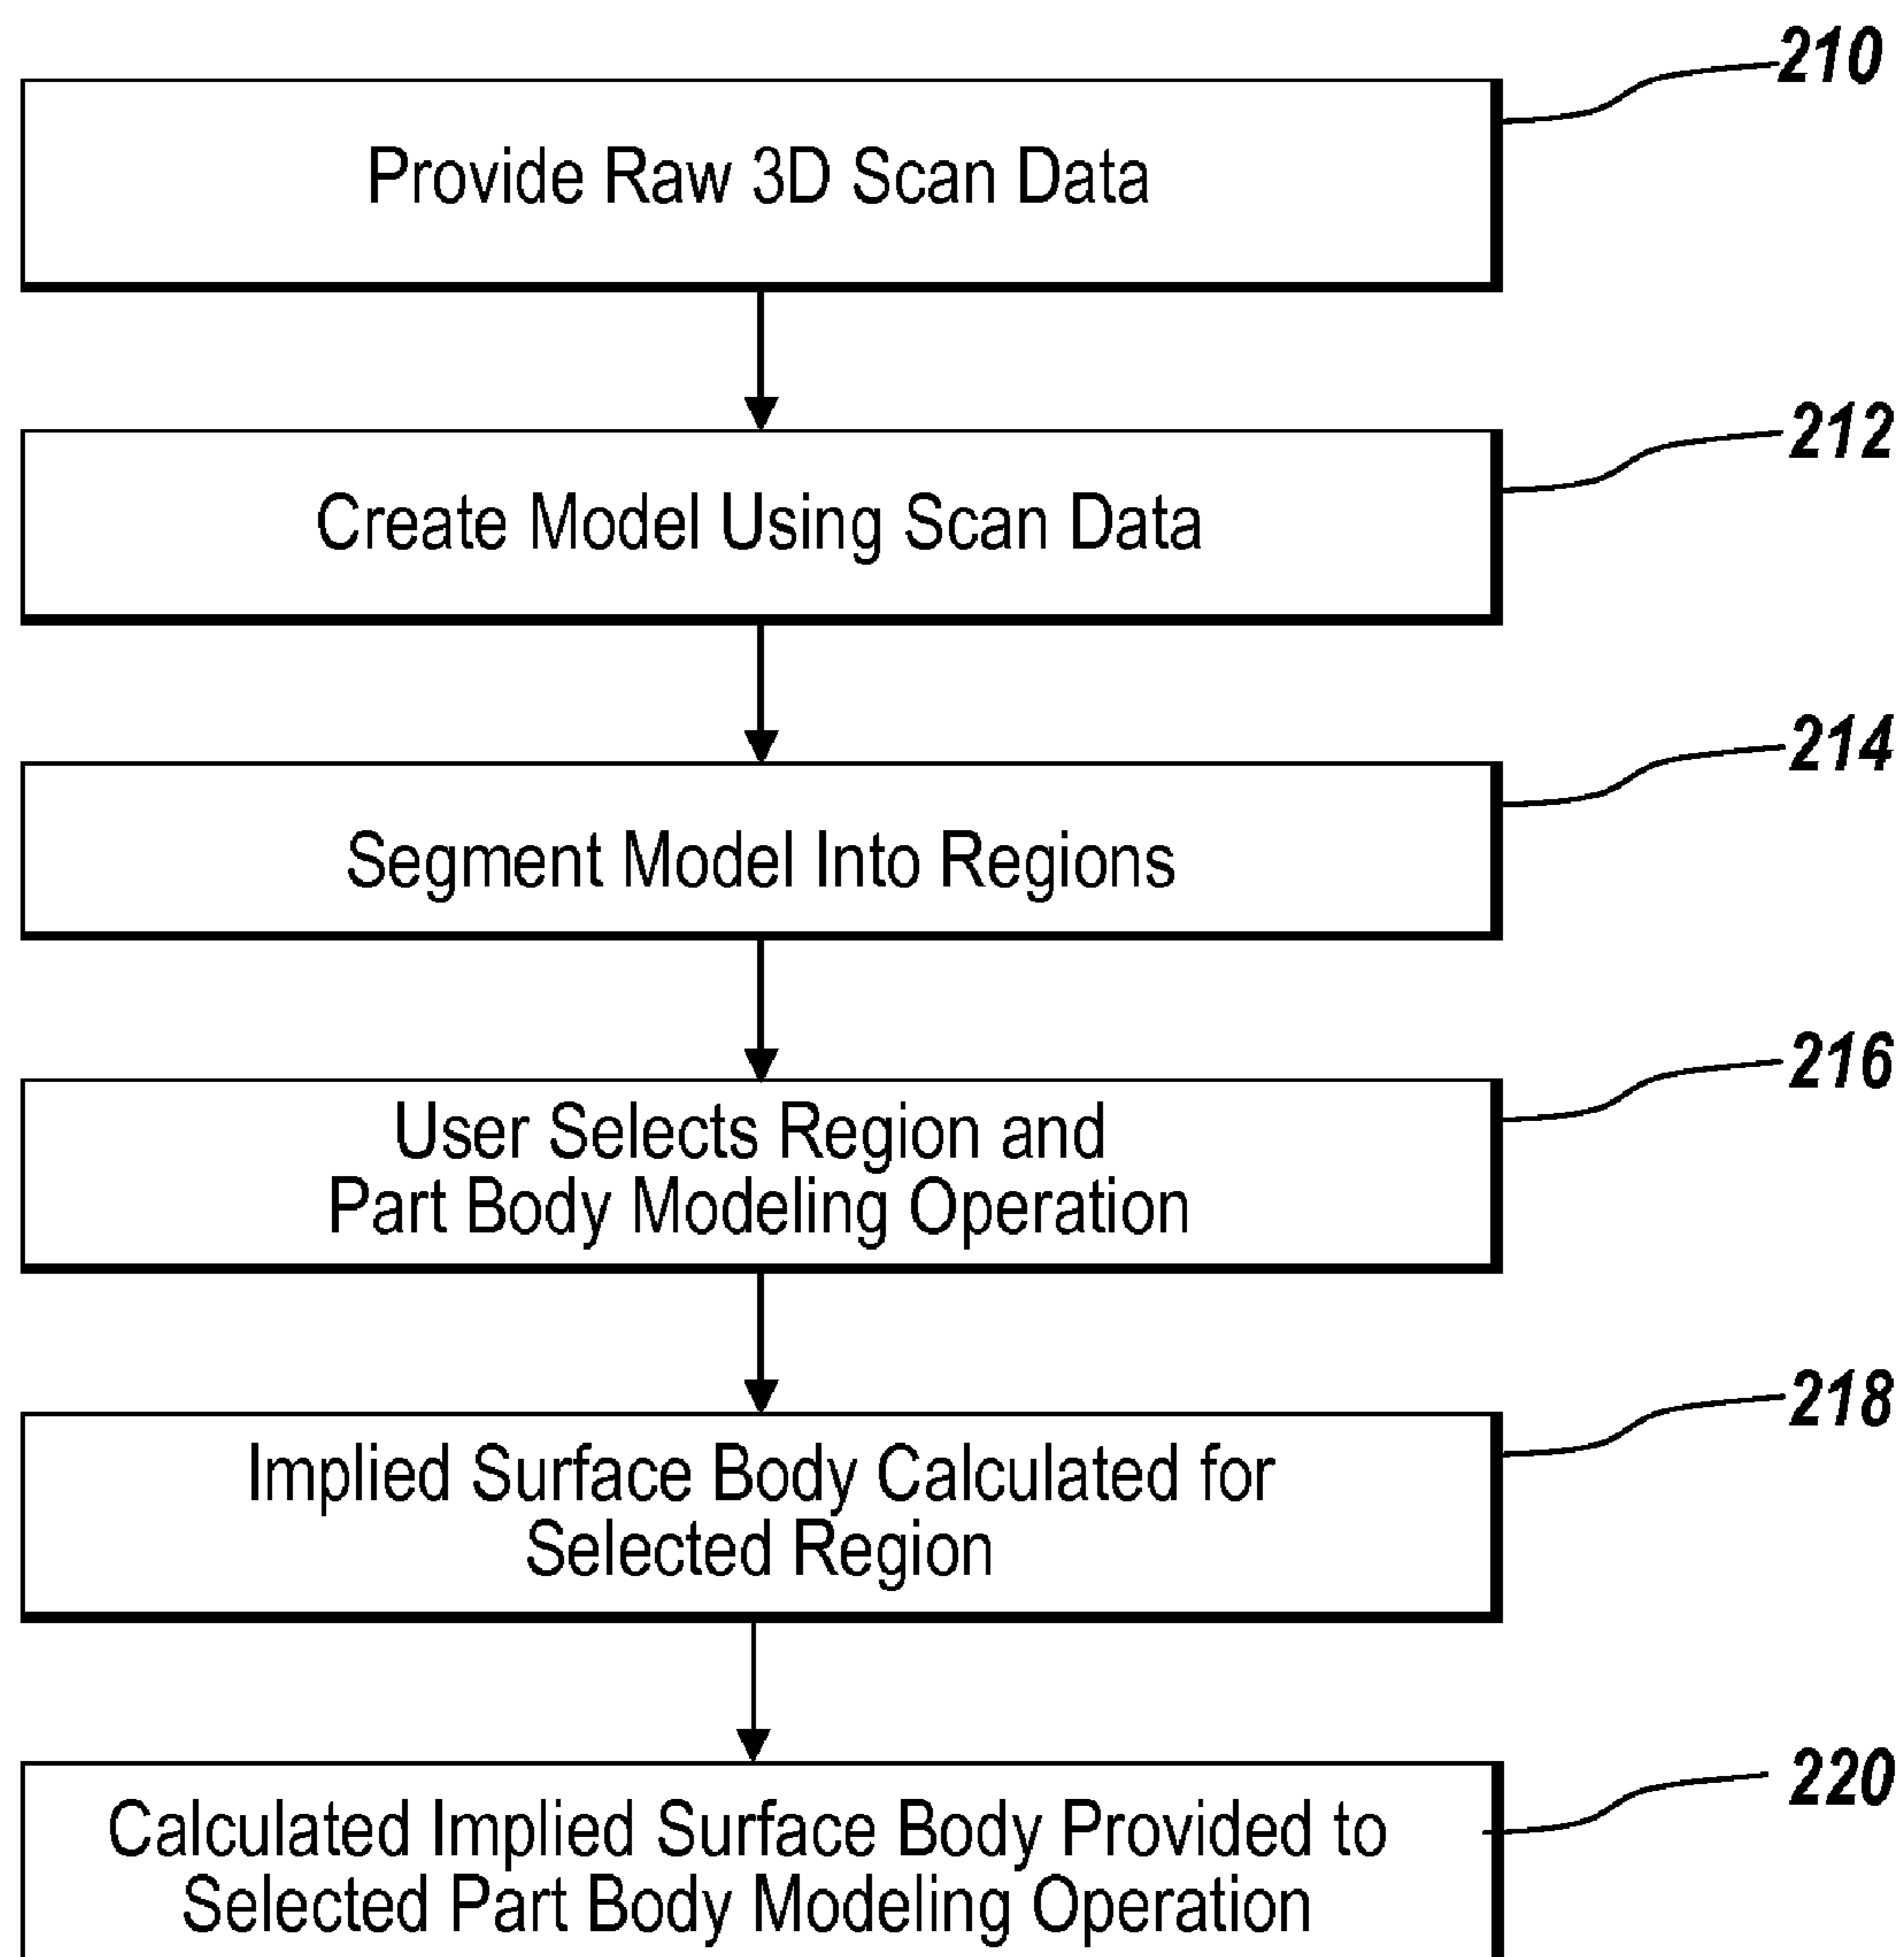 210
Provide Raw 3D Scan Data
212
Create Model Using Scan Data
214
Segment Model Into Regions
216
User Selects Region and
Part Body Modeling Operation
218
Implied Surface Body Calculated for
Selected Region
220
Calculated Implied Surface Body Provided to
Selected Part Body Modeling Operation